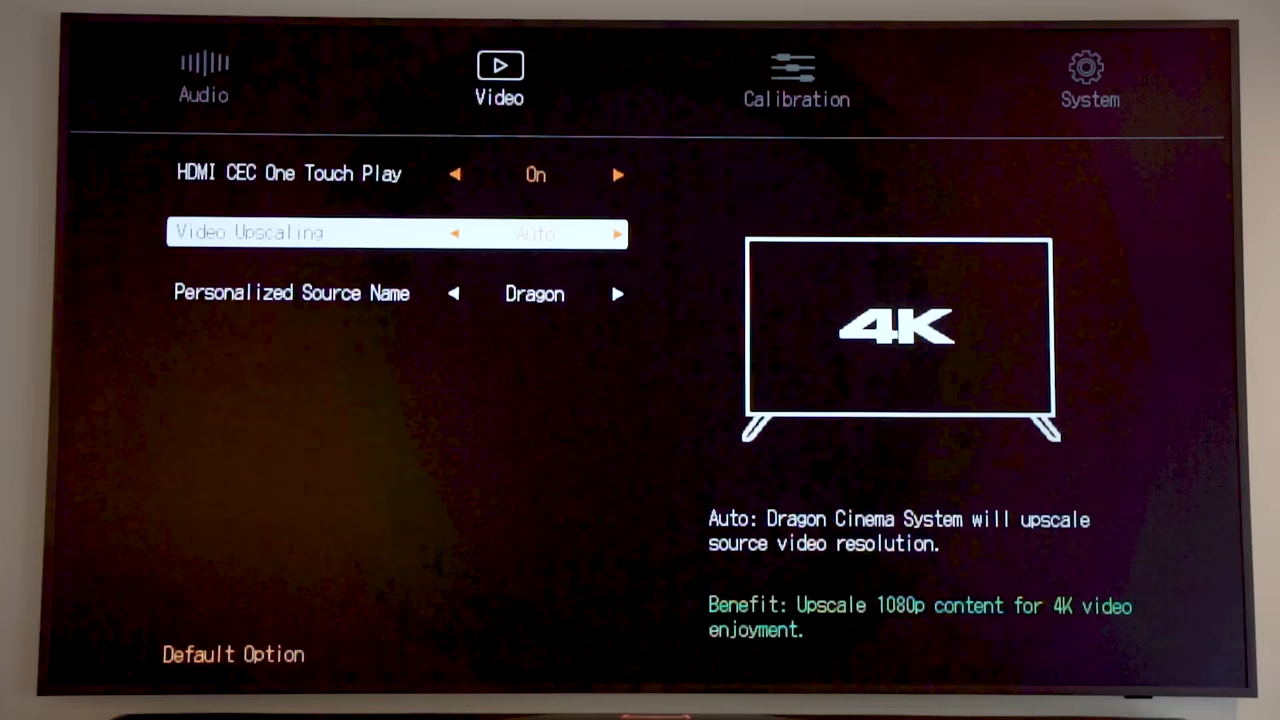 Audio
Video
Calibration
System
HDMI CEC One Touch Play On
Video Upscaling Auto
Personalized Source Name Dragon
4K
Auto: Dragon Cinema System will upscale
source video resolution.
Benefit: Upscale 1080p content for 4K video
enjoyment.
Default Option